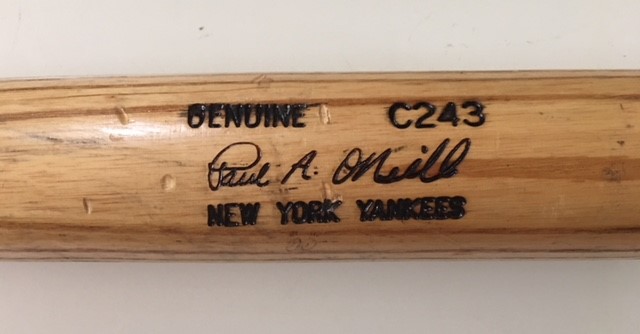 GENUINE C243
Paul A. O'Neill
NEW YORK YANKEES